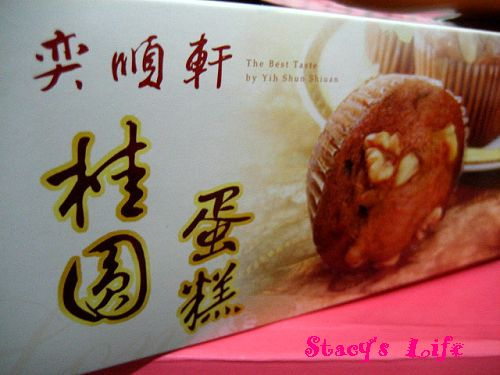 奕順軒
The Best Taste
by Yih Shun Shiuan
桂圓
蛋糕
Stacy's Life